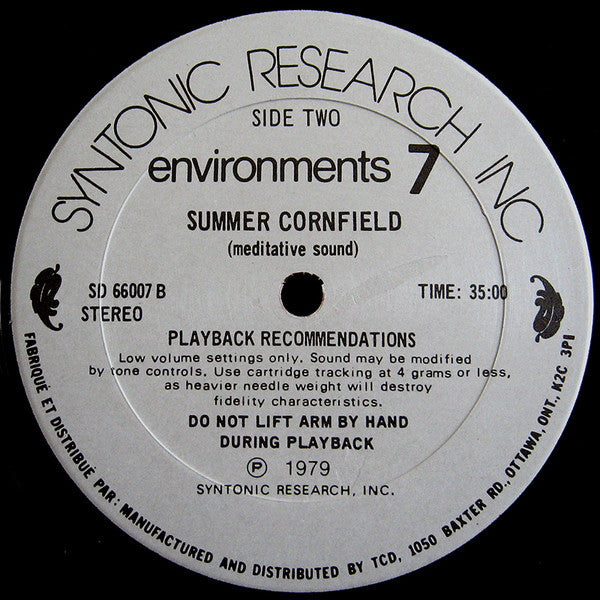 SYNTONIC RESEARCH INC
SIDE TWO
environments 7
SUMMER CORNFIELD
(meditative sound)
SD 66007 B
STEREO
TIME: 35:00
PLAYBACK RECOMMENDATIONS
Low volume settings only. Sound may be modified
by tone controls. Use cartridge tracking at 4 grams or less,
as heavier needle weight will destroy
fidelity characteristics.
DO NOT LIFT ARM BY HAND
DURING PLAYBACK
Ⓟ 1979
SYNTONIC RESEARCH, INC.
FABRIQUÉ ET DISTRIBUÉ PAR: MANUFACTURED AND DISTRIBUTED BY TCD, 1050 BAXTER RD., OTTAWA, ONT., K2C 3P1